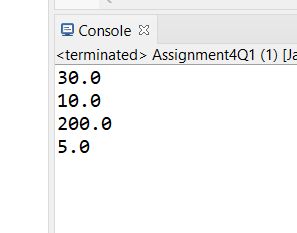 Console
<terminated> Assignment4Q1 (1) [Ja
30.0
10.0
200.0
5.0